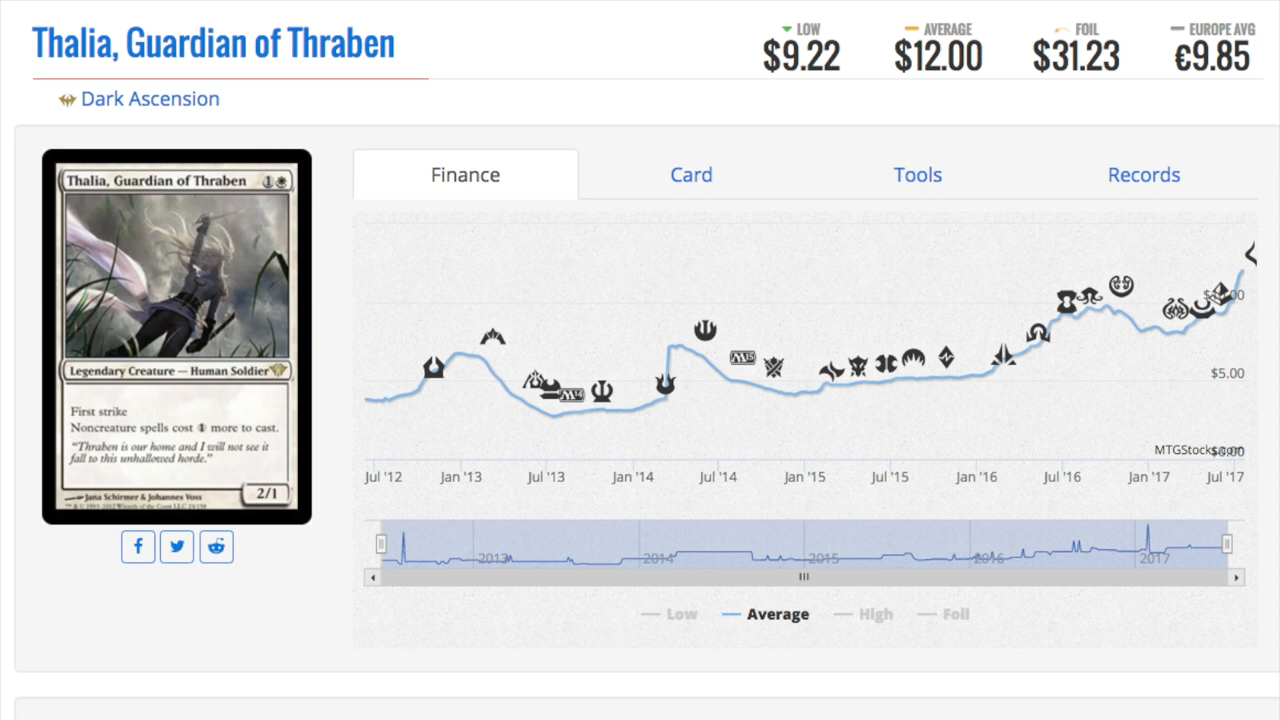 Thalia, Guardian of Thraben
LOW
$9.22
AVERAGE
$12.00
FOIL
$31.23
EUROPE AVG
€9.85
Dark Ascension
Thalia, Guardian of Thraben 1
Legendary Creature — Human Soldier
First strike
Noncreature spells cost 1 more to cast.
"Thraben is our home and I will not see it
fall to this unhallowed horde."
Jana Schirmer & Johannes Voss
2/1
Finance
Card
Tools
Records
M15
M14
$5.00
MTGStocks.com
Jul '12
Jan '13
Jul '13
Jan '14
Jul '14
Jan '15
Jul '15
Jan '16
Jul '16
Jan '17
Jul '17
2013
2014
2015
2016
2017
Low
Average
High
Foil